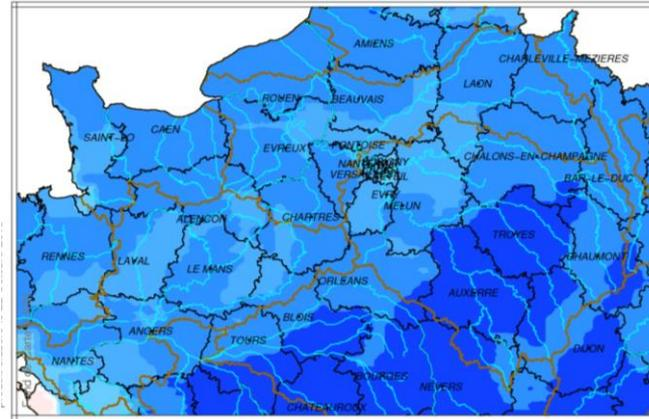 AMIENS
CHARLEVILLE-MEZIERES
LAON
ROUEN
BEAUVAIS
SAINT-LO
CAEN
EVREUX
PONTOISE
CHALONS-EN-CHAMPAGNE
BAR-LE-DUC
EVRY
MELUN
ALENCON
CHARTRES
TROYES
CHAUMONT
RENNES
LAVAL
LE MANS
ORLEANS
AUXERRE
BLOIS
ANGERS
TOURS
DIJON
NANTES
BOURGES
NEVERS
CHATEAUROUX